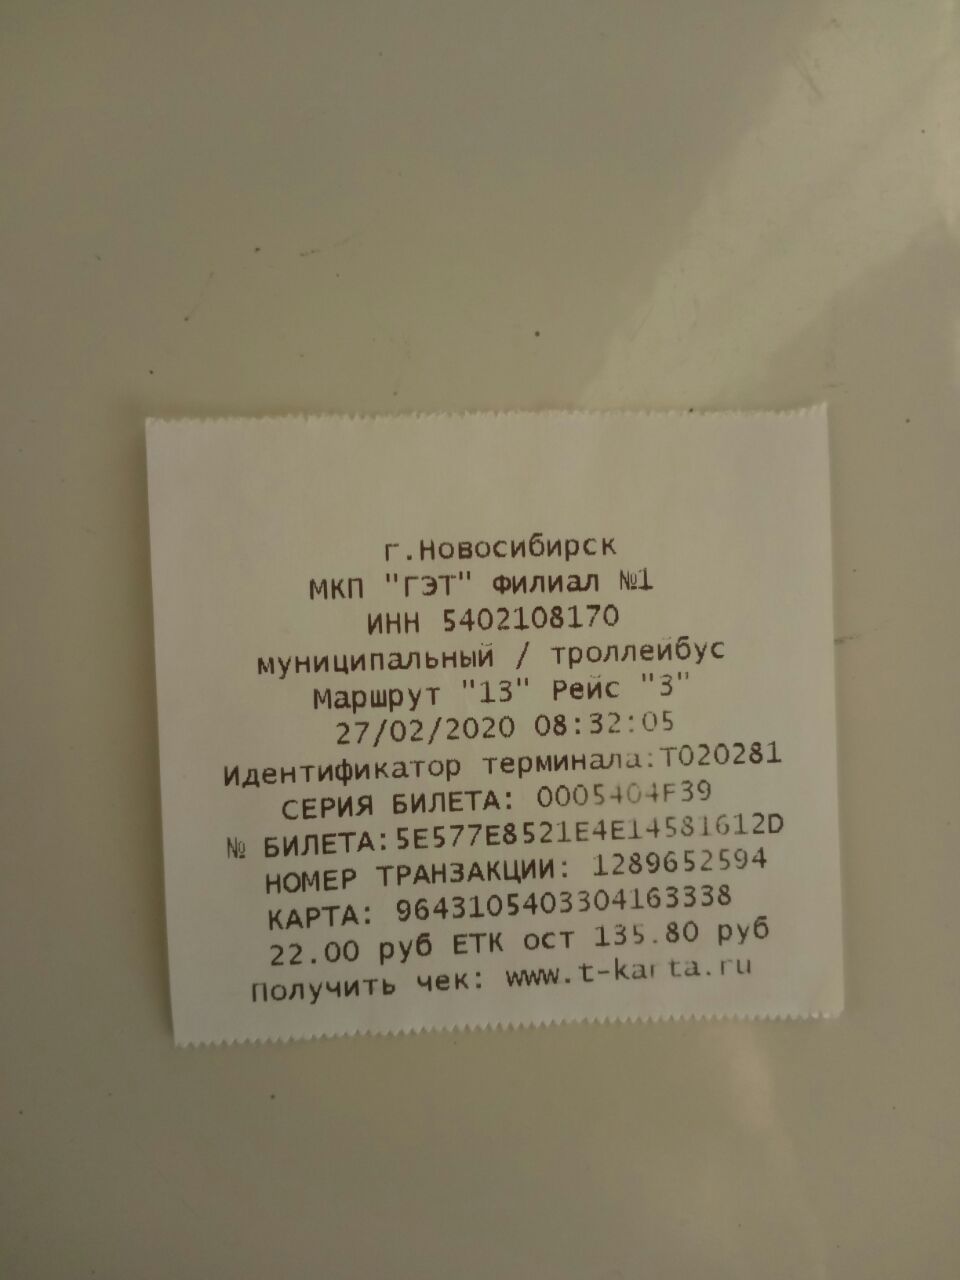 г.Новосибирск
МКП "ГЭТ" Филиал №1
ИНН 5402108170
муниципальный / троллейбус
Маршрут "13" Рейс "3"
27/02/2020 08:32:05
Идентификатор терминала:Т020281
СЕРИЯ БИЛЕТА: 0005404F39
№ БИЛЕТА:5E577E8521E4E14581612D
НОМЕР ТРАНЗАКЦИИ: 1289652594
КАРТА: 9643105403304163338
22.00 руб ЕТК ост 135.80 руб
Получить чек: www.t-karta.ru